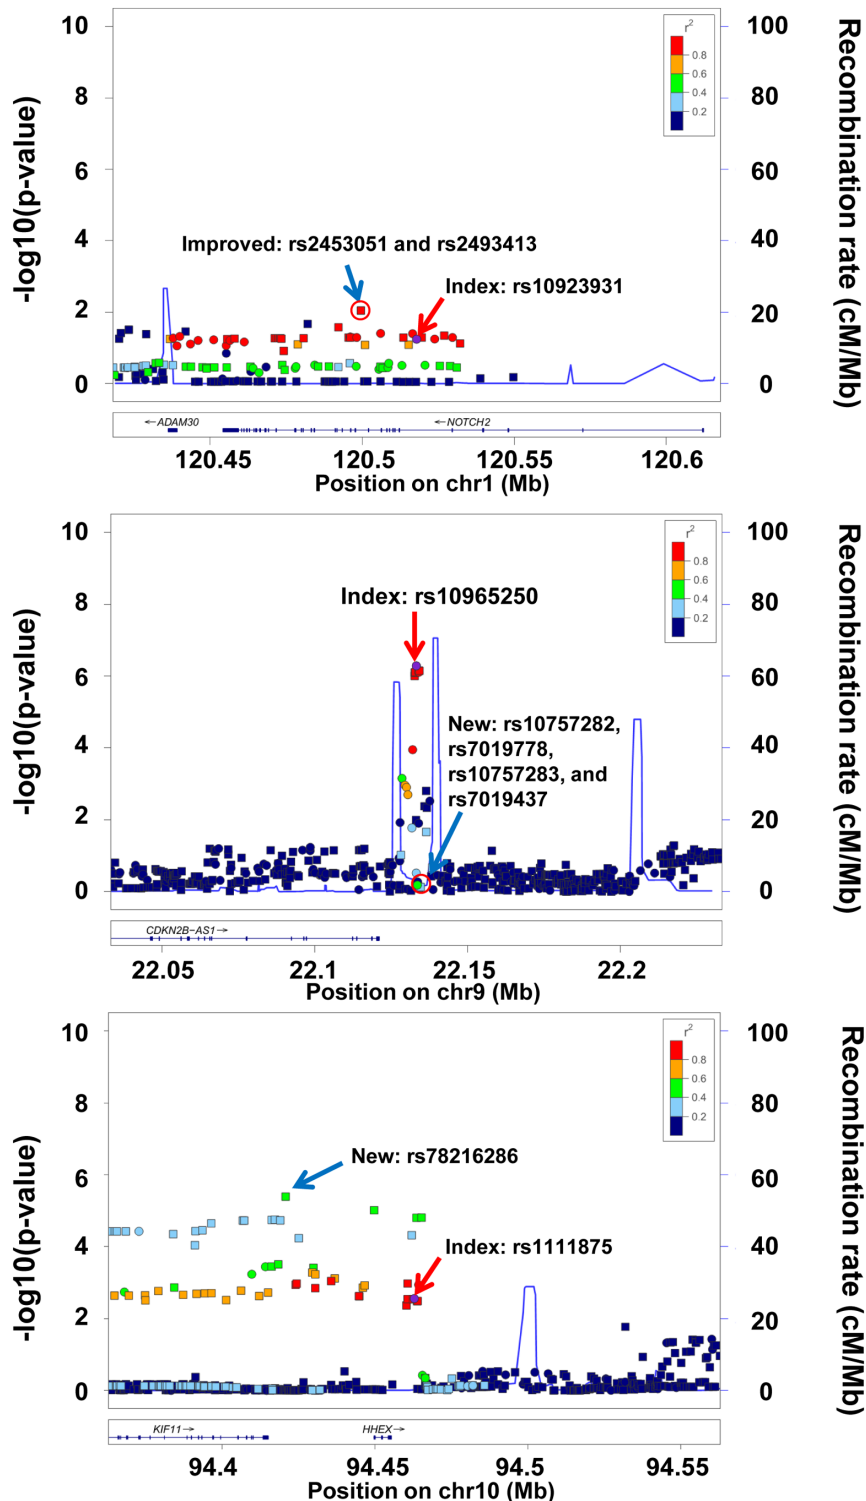 10
8
6
4
2
0
-log10(p-value)
100
80
60
40
20
0
Recombination rate (cM/Mb)
r2
0.8
0.6
0.4
0.2
Improved: rs2453051 and rs2493413
Index: rs10923931
←ADAM30
←NOTCH2
120.45 120.5 120.55 120.6
Position on chr1 (Mb)
10
8
6
4
2
0
-log10(p-value)
100
80
60
40
20
0
Recombination rate (cM/Mb)
r2
0.8
0.6
0.4
0.2
Index: rs10965250
New: rs10757282,
rs7019778,
rs10757283, and
rs7019437
CDKN2B−AS1→
22.05 22.1 22.15 22.2
Position on chr9 (Mb)
10
8
6
4
2
0
-log10(p-value)
100
80
60
40
20
0
Recombination rate (cM/Mb)
r2
0.8
0.6
0.4
0.2
New: rs78216286
Index: rs1111875
KIF11→
HHEX→
94.4 94.45 94.5 94.55
Position on chr10 (Mb)